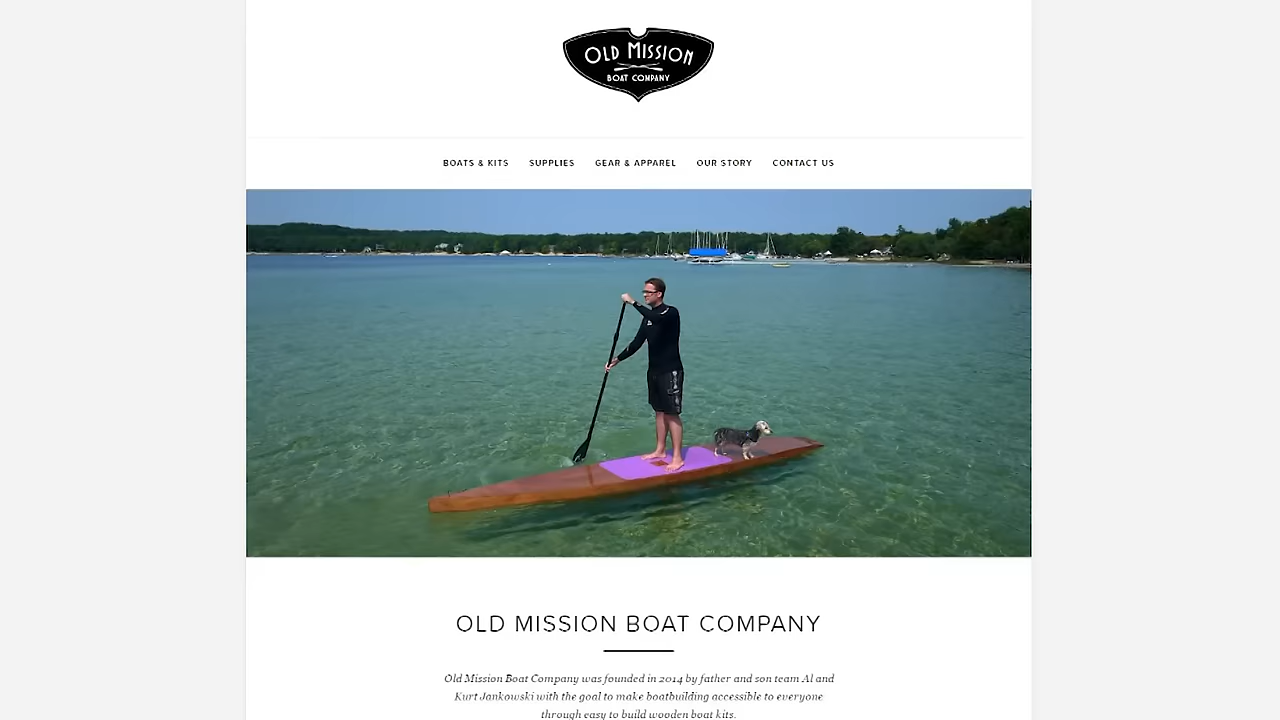 OLD MISSION
BOAT COMPANY
BOATS & KITS SUPPLIES GEAR & APPAREL OUR STORY CONTACT US
OLD MISSION BOAT COMPANY
Old Mission Boat Company was founded in 2014 by father and son team Al and
Kurt Jankowski with the goal to make boatbuilding accessible to everyone
through easy to build wooden boat kits.